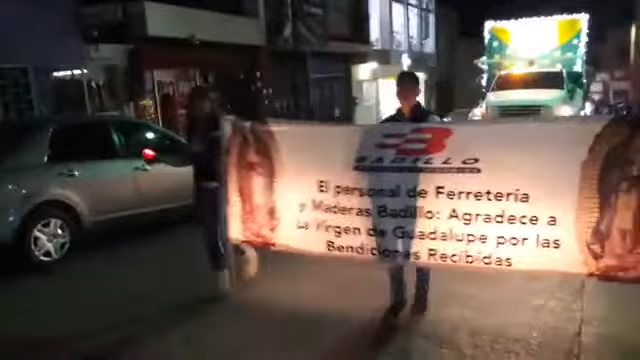 BADILLO
El personal de Ferretería
y Maderas Badillo: Agradece a
La Virgen de Guadalupe por las
Bendiciones Recibidas